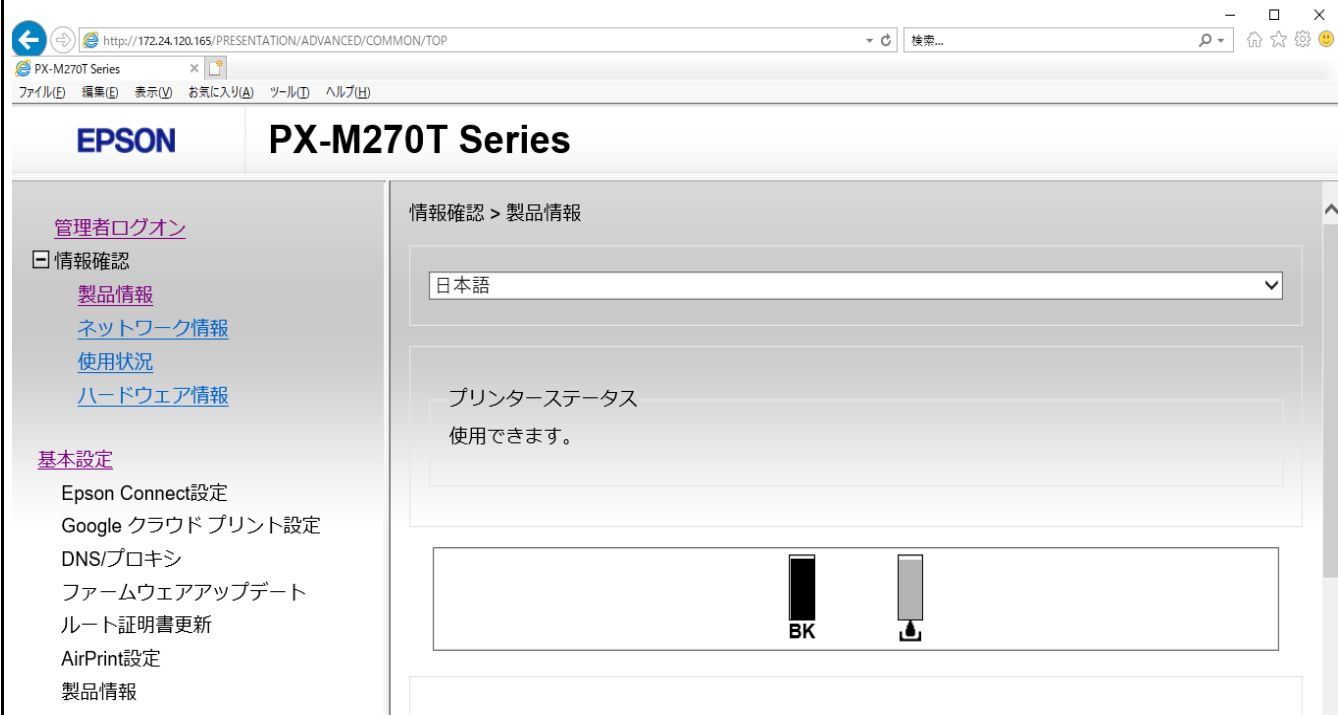 http://172.24.120.165/PRESENTATION/ADVANCED/COMMON/TOP
検索...
PX-M270T Series
ファイル(F) 編集(E) 表示(V) お気に入り(A) ツール(T) ヘルプ(H)
EPSON
PX-M270T Series
管理者ログオン
情報確認
製品情報
ネットワーク情報
使用状況
ハードウェア情報
基本設定
Epson Connect設定
Google クラウド プリント設定
DNS/プロキシ
ファームウェアアップデート
ルート証明書更新
AirPrint設定
製品情報
情報確認 > 製品情報
日本語
プリンターステータス
使用できます。
BK